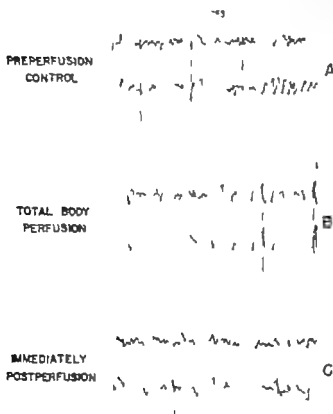 PREPERFUSION
CONTROL
A
TOTAL BODY
PERFUSION
B
IMMEDIATELY
POSTPERFUSION
C